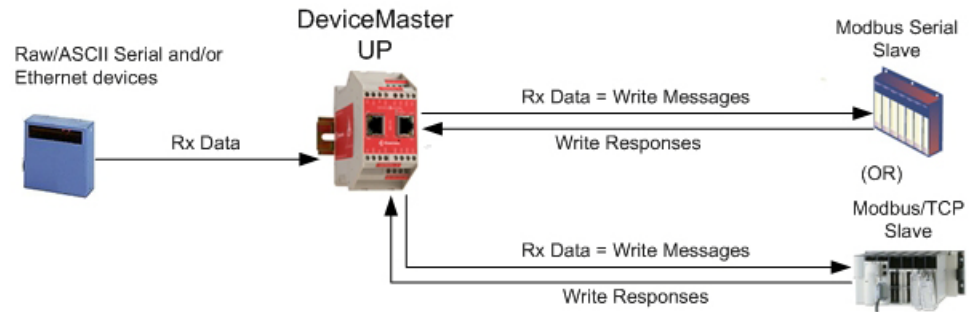 DeviceMaster
UP
Modbus Serial
Slave
Raw/ASCII Serial and/or
Ethernet devices
Rx Data = Write Messages
Rx Data
Write Responses
(OR)
Modbus/TCP
Slave
Rx Data = Write Messages
Write Responses